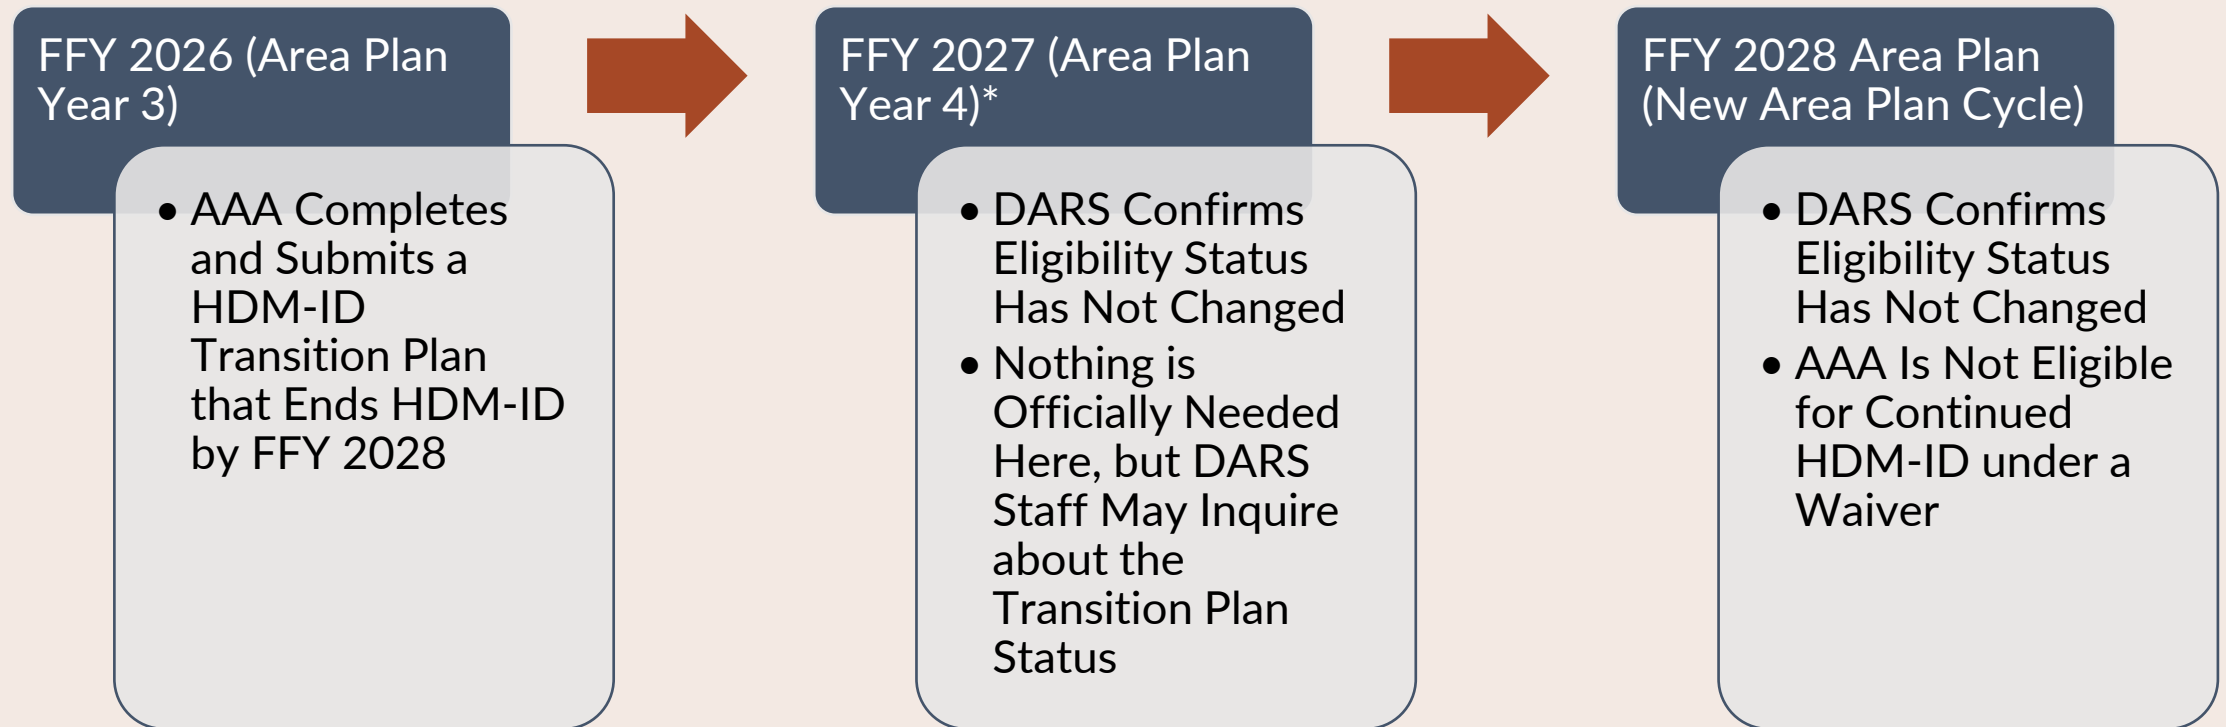 FFY 2026 (Area Plan
Year 3)
• AAA Completes
and Submits a
HDM-ID
Transition Plan
that Ends HDM-ID
by FFY 2028
FFY 2027 (Area Plan
Year 4)*
• DARS Confirms
Eligibility Status
Has Not Changed
• Nothing is
Officially Needed
Here, but DARS
Staff May Inquire
about the
Transition Plan
Status
FFY 2028 Area Plan
(New Area Plan Cycle)
• DARS Confirms
Eligibility Status
Has Not Changed
• AAA Is Not Eligible
for Continued
HDM-ID under a
Waiver